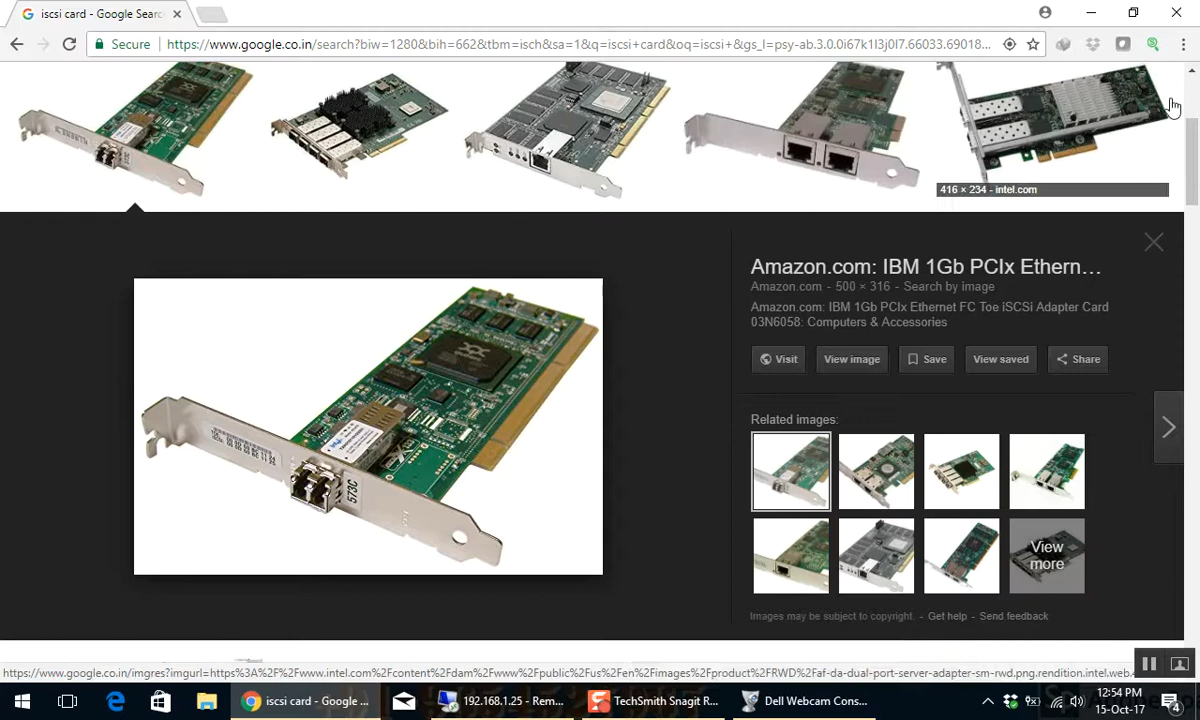 iscsi card - Google Searc
Secure
https://www.google.co.in/search?biw=1280&bih=662&tbm=isch&sa=1&q=iscsi+card&oq=iscsi+&gs_l=psy-ab.3.0.0i67k1l3j0l7.66033.69018...
416 × 234 - intel.com
Amazon.com: IBM 1Gb PCIx Ethern...
Amazon.com - 500 × 316 - Search by image
Amazon.com: IBM 1Gb PCIx Ethernet FC Toe iSCSi Adapter Card
03N6058: Computers & Accessories
Visit
View image
Save
View saved
Share
Related images:
573C
View
more
Images may be subject to copyright. - Get help - Send feedback
https://www.google.co.in/imgres?imgurl=https%3A%2F%2Fwww.intel.com%2Fcontent%2Fdam%2Fwww%2Fpublic%2Fus%2Fen%2Fimages%2Fproduct%2FRWD%2Faf-da-dual-port-server-adapter-sm-rwd.png.rendition.intel.web.
iscsi card - Google ...
192.168.1.25 - Rem...
TechSmith Snagit R...
Dell Webcam Cons...
12:54 PM
15-Oct-17
4